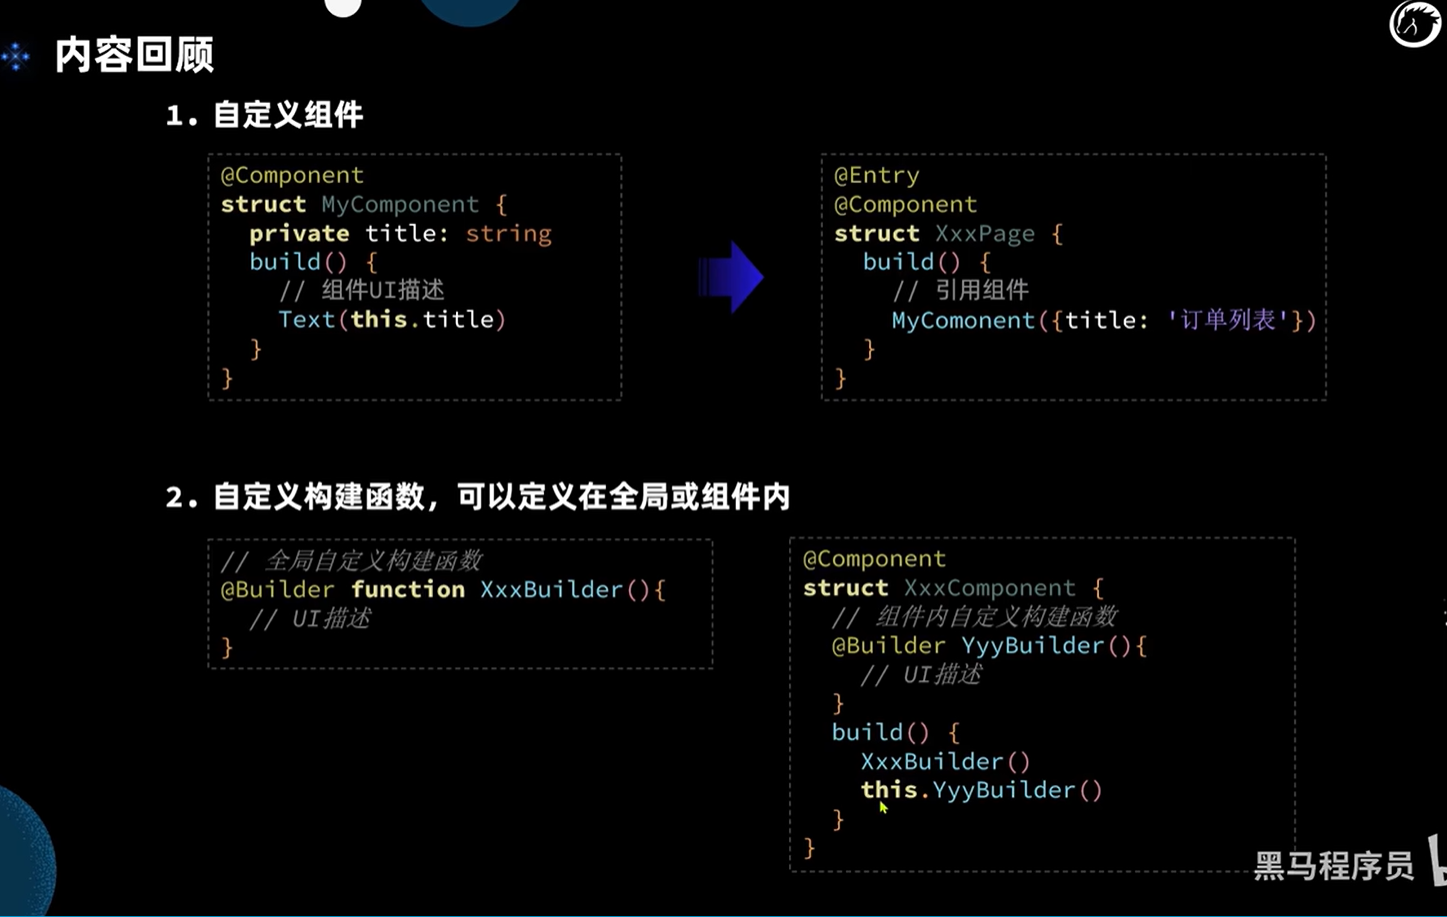 内容回顾
1. 自定义组件
@Component
struct MyComponent {
private title: string
build() {
// 组件UI描述
Text(this.title)
}
}
@Entry
@Component
struct XxxPage {
build() {
// 引用组件
MyComonent({title: '订单列表'})
}
}
2. 自定义构建函数，可以定义在全局或组件内
// 全局自定义构建函数
@Builder function XxxBuilder(){
// UI描述
}
@Component
struct XxxComponent {
// 组件内自定义构建函数
@Builder YyyBuilder(){
// UI描述
}
build() {
XxxBuilder()
this.YyyBuilder()
}
}
黑马程序员